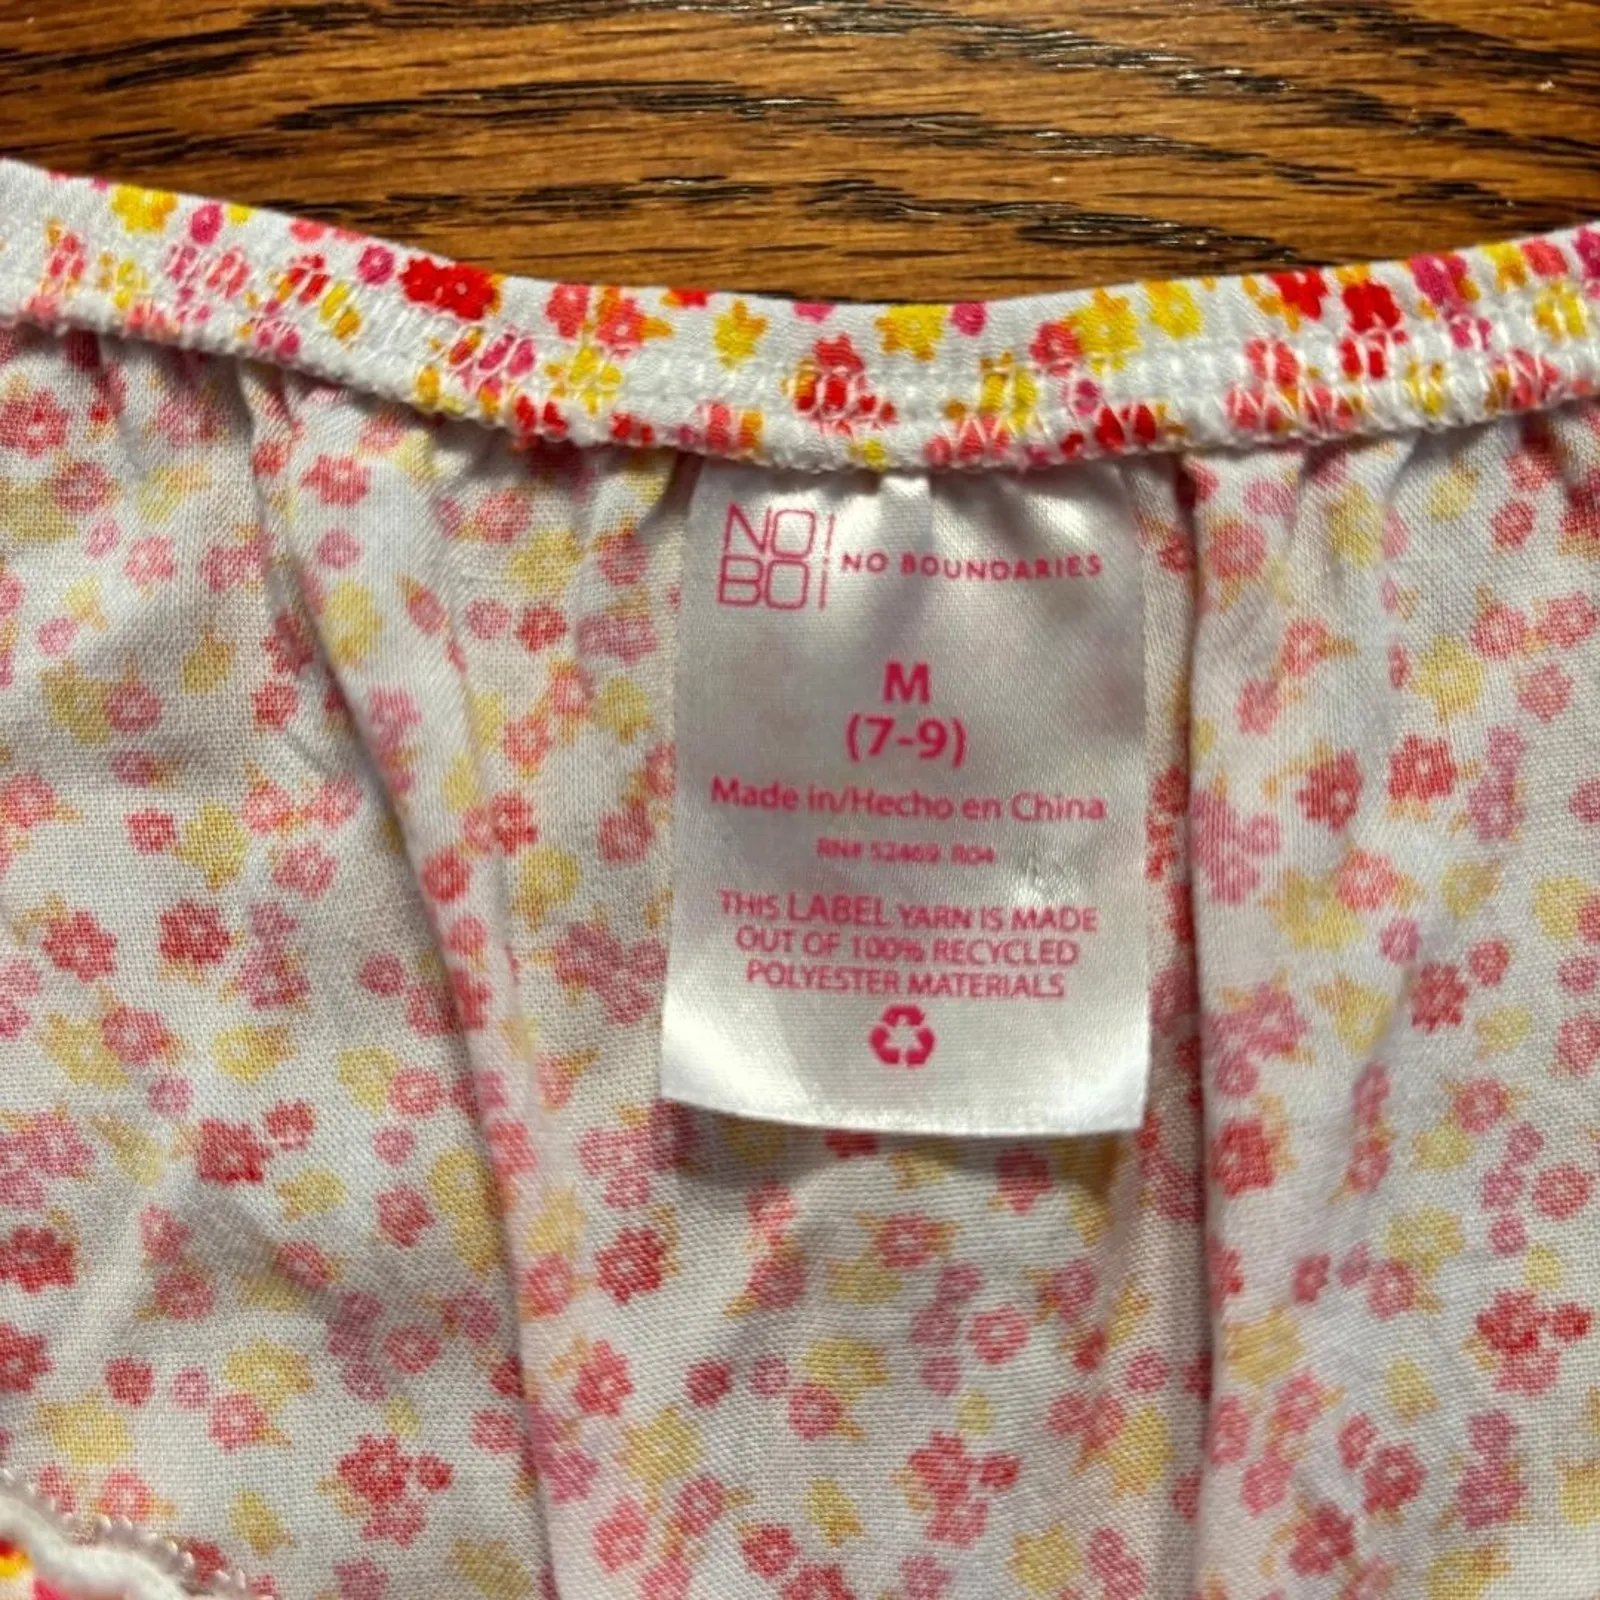 NO
BO
NO BOUNDARIES
M
(7-9)
Made in/Hecho en China
RN# 52469 R04
THIS LABEL YARN IS MADE
OUT OF 100% RECYCLED
POLYESTER MATERIALS